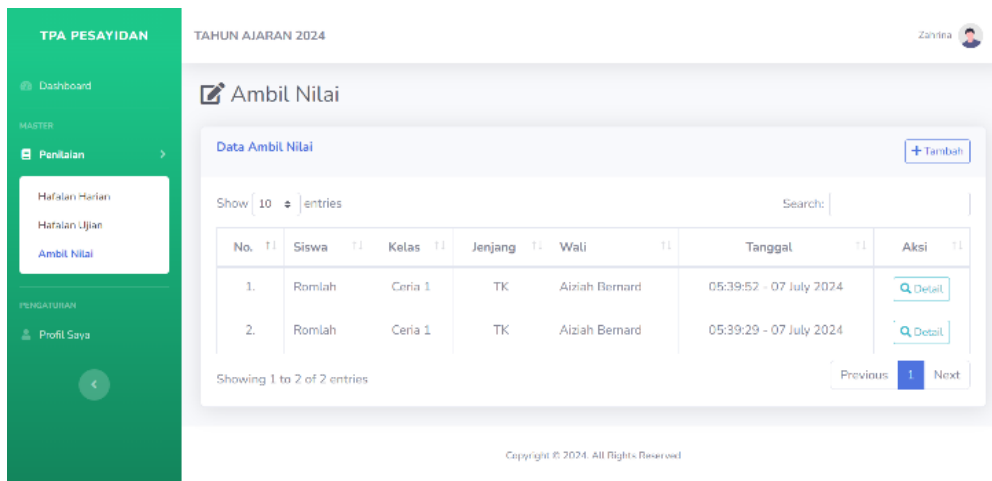 TPA PESAYIDAN
TAHUN AJARAN 2024
Zahrina
Dashboard
Ambil Nilai
MASTER
Penilaian
Data Ambil Nilai
+ Tambah
Hafalan Harian
Hafalan Ujian
Ambil Nilai
Show 10 entries
Search:
No. Siswa Kelas Jenjang Wali Tanggal Aksi
1. Romlah Ceria 1 TK Aiziah Bernard 05:39:52 - 07 July 2024 Detail
2. Romlah Ceria 1 TK Aiziah Bernard 05:39:29 - 07 July 2024 Detail
PENGATURAN
Profil Saya
Showing 1 to 2 of 2 entries
Previous 1 Next
Copyright © 2024. All Rights Reserved